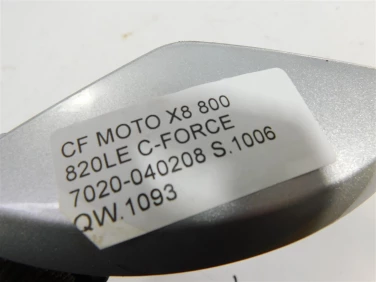 CF MOTO X8 800
820LE C-FORCE
7020-040208 S.1006
QW.1093